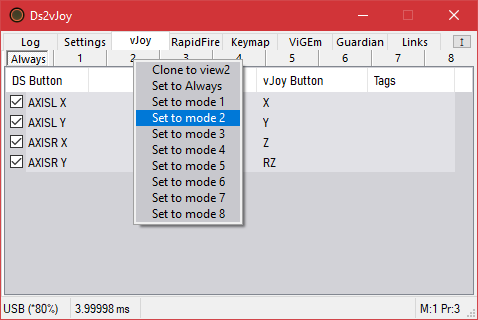 Ds2vJoy
Log Settings vJoy RapidFire Keymap ViGEm Guardian Links
Always 1 2 3 4 5 6 7 8
DS Button vJoy Button Tags
AXISL X X
AXISL Y Y
AXISR X Z
AXISR Y RZ
Clone to view2
Set to Always
Set to mode 1
Set to mode 2
Set to mode 3
Set to mode 4
Set to mode 5
Set to mode 6
Set to mode 7
Set to mode 8
USB (*80%) 3.99998 ms M:1 Pr:3